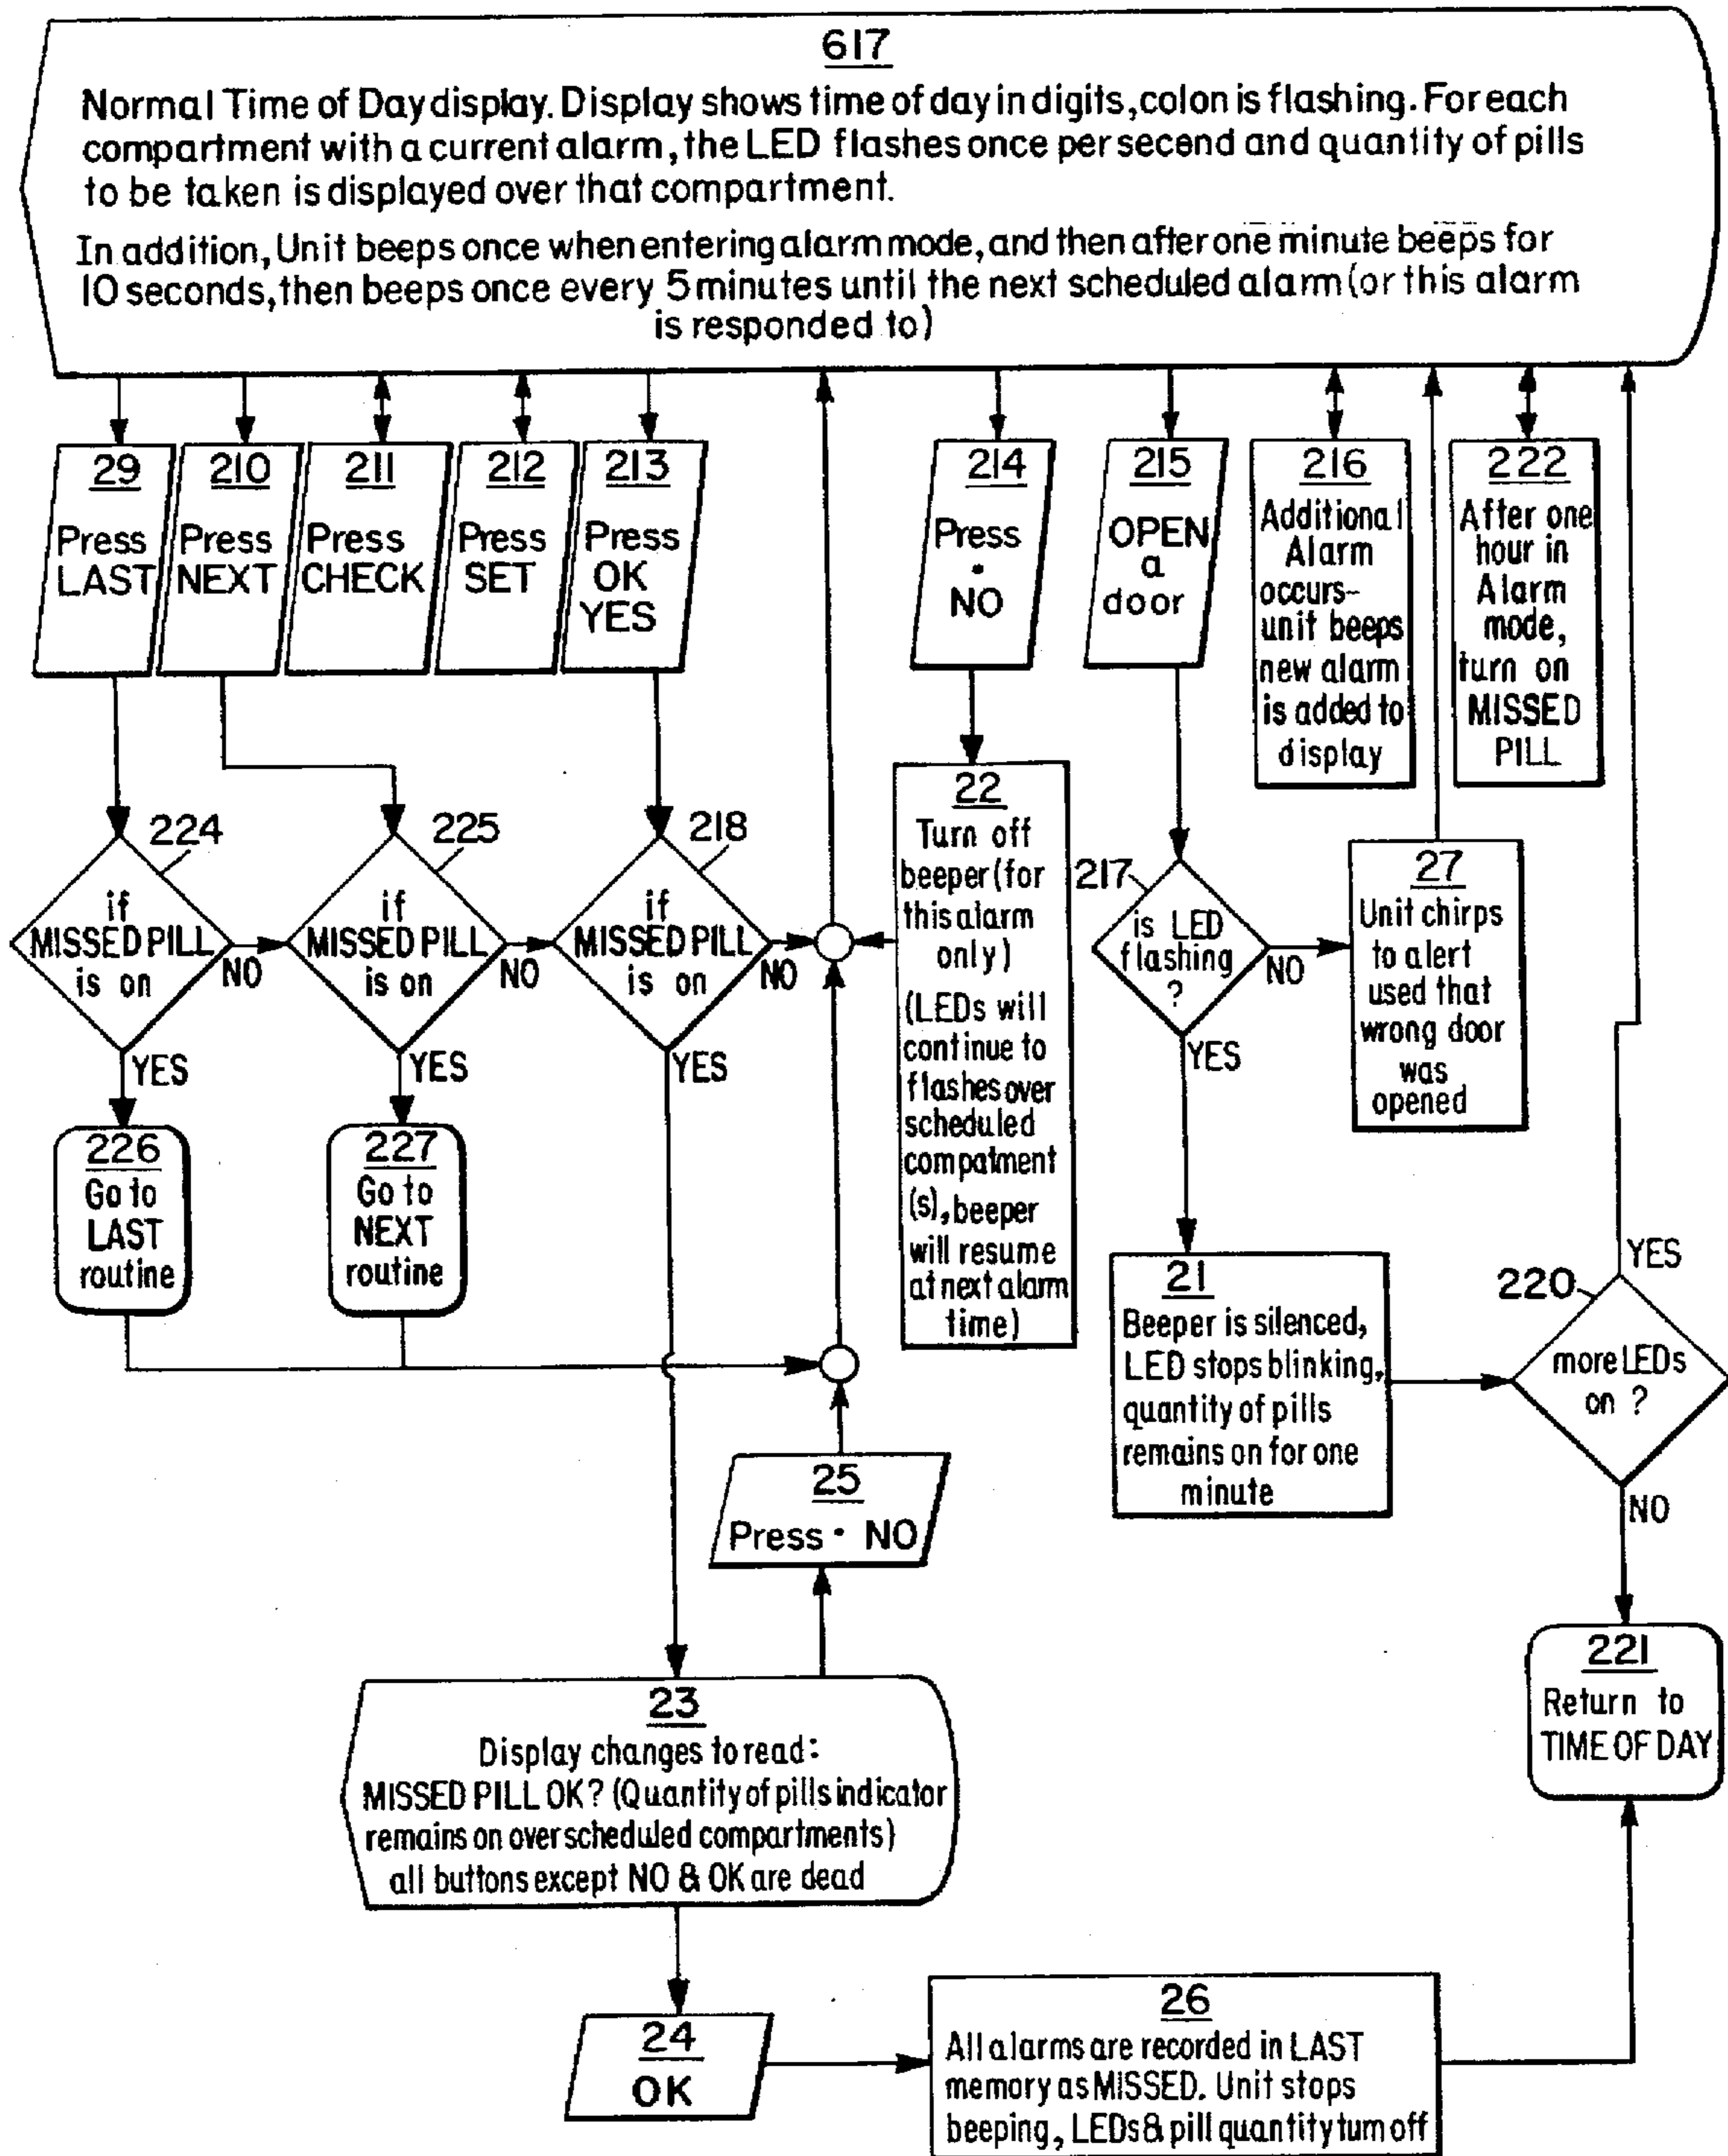 617
Normal Time of Day display. Display shows time of day in digits, colon is flashing. For each
compartment with a current alarm, the LED flashes once per secend and quantity of pills
to be taken is displayed over that compartment.
In addition, Unit beeps once when entering alarm mode, and then after one minute beeps for
10 seconds, then beeps once every 5 minutes until the next scheduled alarm (or this alarm
is responded to)
29
Press
LAST
210
Press
NEXT
211
Press
CHECK
212
Press
SET
213
Press
OK
YES
214
Press
•
NO
215
OPEN
a
door
216
Additional
Alarm
occurs-
unit beeps
new alarm
is added to
display
222
After one
hour in
Alarm
mode,
turn on
MISSED
PILL
224
if
MISSED PILL
is on
NO
YES
225
if
MISSED PILL
is on
NO
YES
218
if
MISSED PILL
is on
NO
YES
22
Turn off
beeper (for
this alarm
only)
(LEDs will
continue to
flashes over
scheduled
compatment
(s), beeper
will resume
at next alarm
time)
217
is LED
flashing
?
NO
YES
27
Unit chirps
to alert
used that
wrong door
was
opened
226
Go to
LAST
routine
227
Go to
NEXT
routine
21
Beeper is silenced,
LED stops blinking,
quantity of pills
remains on for one
minute
220
more LEDs
on ?
YES
NO
25
Press • NO
221
Return to
TIME OF DAY
23
Display changes to read:
MISSED PILL OK? (Quantity of pills indicator
remains on over scheduled compartments)
all buttons except NO & OK are dead
24
OK
26
All alarms are recorded in LAST
memory as MISSED. Unit stops
beeping, LEDs & pill quantity turn off